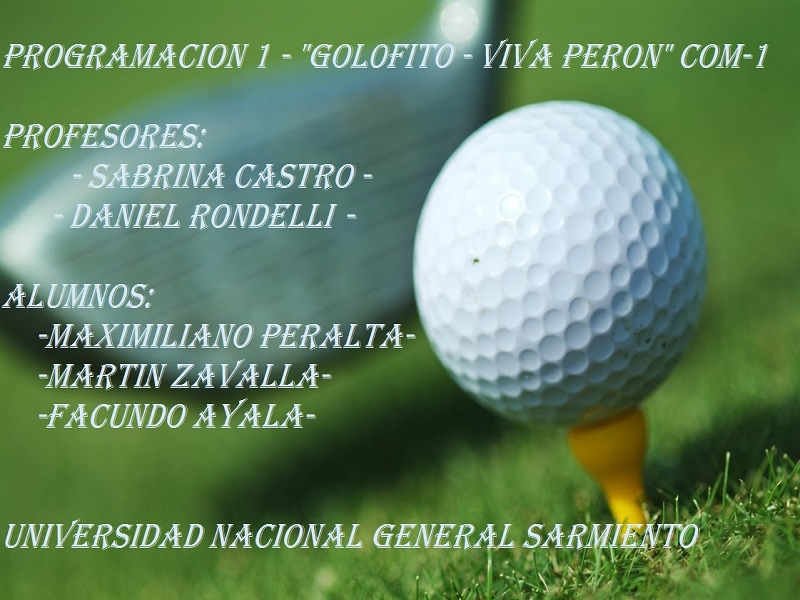 PROGRAMACION 1 - "GOLOFITO - VIVA PERON" COM-1
PROFESORES:
- SABRINA CASTRO -
- DANIEL RONDELLI -
ALUMNOS:
-MAXIMILIANO PERALTA-
-MARTIN ZAVALLA-
-FACUNDO AYALA-
UNIVERSIDAD NACIONAL GENERAL SARMIENTO